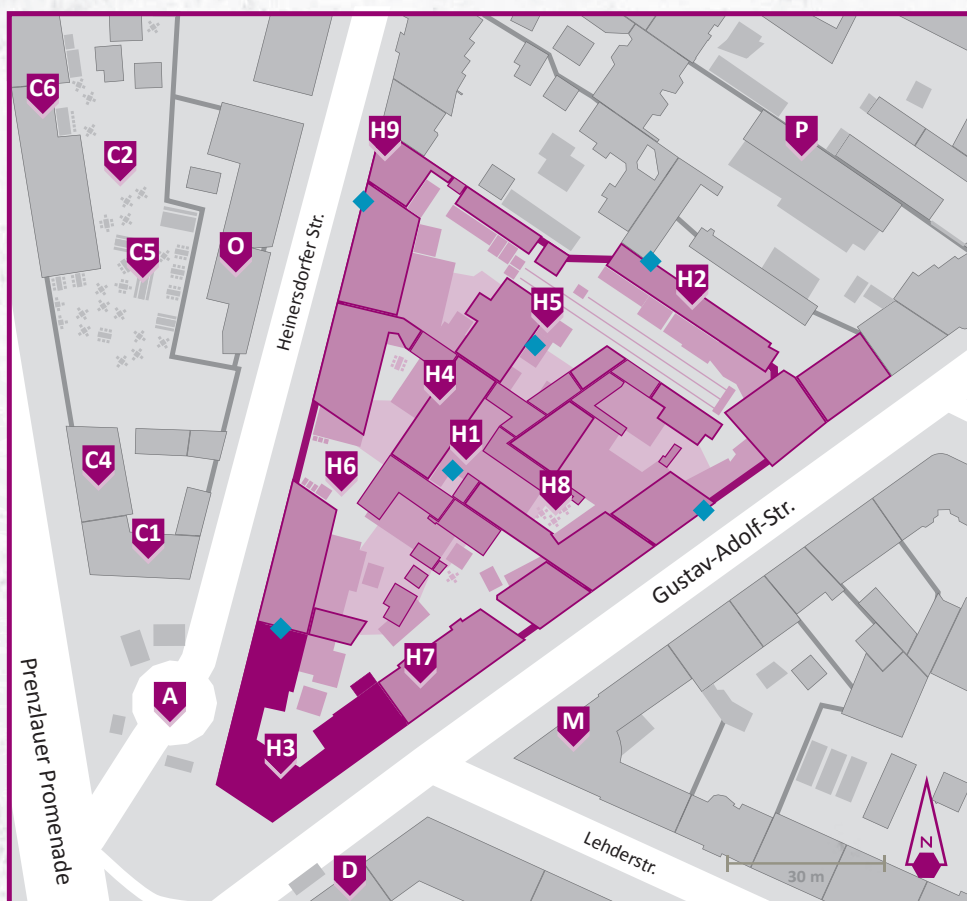 C6
C2
H9
P
C5
O
Heinersdorfer Str.
H2
H5
H4
H1
C4
H6
H8
C1
Gustav-Adolf-Str.
H7
A
Prenzlauer Promenade
H3
M
Lehderstr.
N
30 m
D